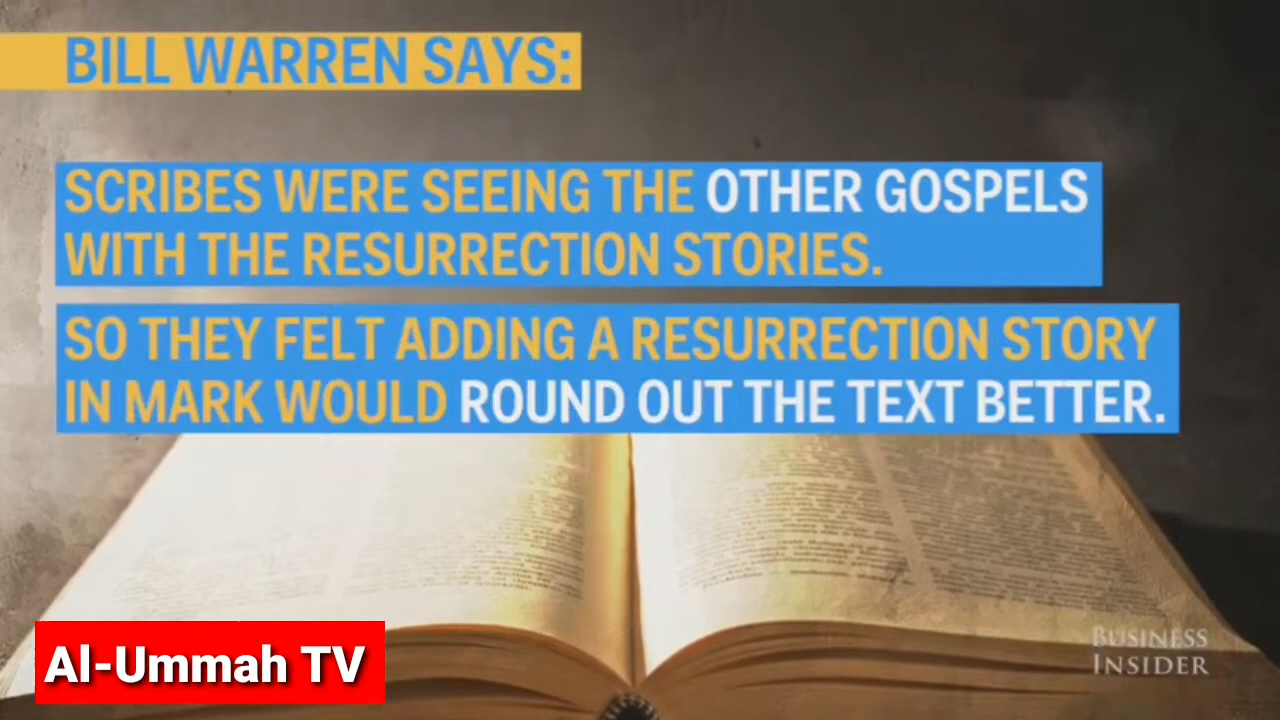 BILL WARREN SAYS:
SCRIBES WERE SEEING THE OTHER GOSPELS
WITH THE RESURRECTION STORIES.
SO THEY FELT ADDING A RESURRECTION STORY
IN MARK WOULD ROUND OUT THE TEXT BETTER.
BUSINESS
INSIDER
Al-Ummah TV